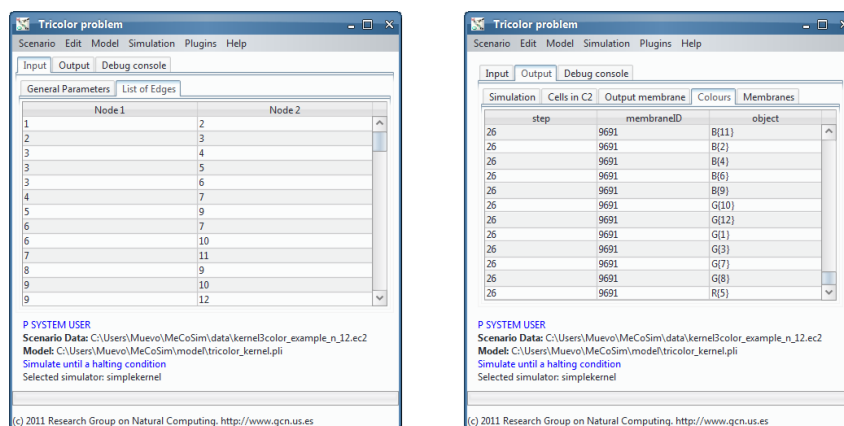 Tricolor problem
Scenario Edit Model Simulation Plugins Help
Input Output Debug console
General Parameters List of Edges
Node 1 Node 2
1 2
2 3
3 4
3 5
3 6
4 7
5 9
6 7
6 10
7 11
8 9
9 10
9 12
P SYSTEM USER
Scenario Data: C:\Users\Muevo\MeCoSim\data\kernel3color_example_n_12.ec2
Model: C:\Users\Muevo\MeCoSim\model\tricolor_kernel.pli
Simulate until a halting condition
Selected simulator: simplekernel
(c) 2011 Research Group on Natural Computing. http://www.gcn.us.es
Tricolor problem
Scenario Edit Model Simulation Plugins Help
Input Output Debug console
Simulation Cells in C2 Output membrane Colours Membranes
step membraneID object
26 9691 B{11}
26 9691 B{2}
26 9691 B{4}
26 9691 B{6}
26 9691 B{9}
26 9691 G{10}
26 9691 G{12}
26 9691 G{1}
26 9691 G{3}
26 9691 G{7}
26 9691 G{8}
26 9691 R{5}
P SYSTEM USER
Scenario Data: C:\Users\Muevo\MeCoSim\data\kernel3color_example_n_12.ec2
Model: C:\Users\Muevo\MeCoSim\model\tricolor_kernel.pli
Simulate until a halting condition
Selected simulator: simplekernel
(c) 2011 Research Group on Natural Computing. http://www.gcn.us.es